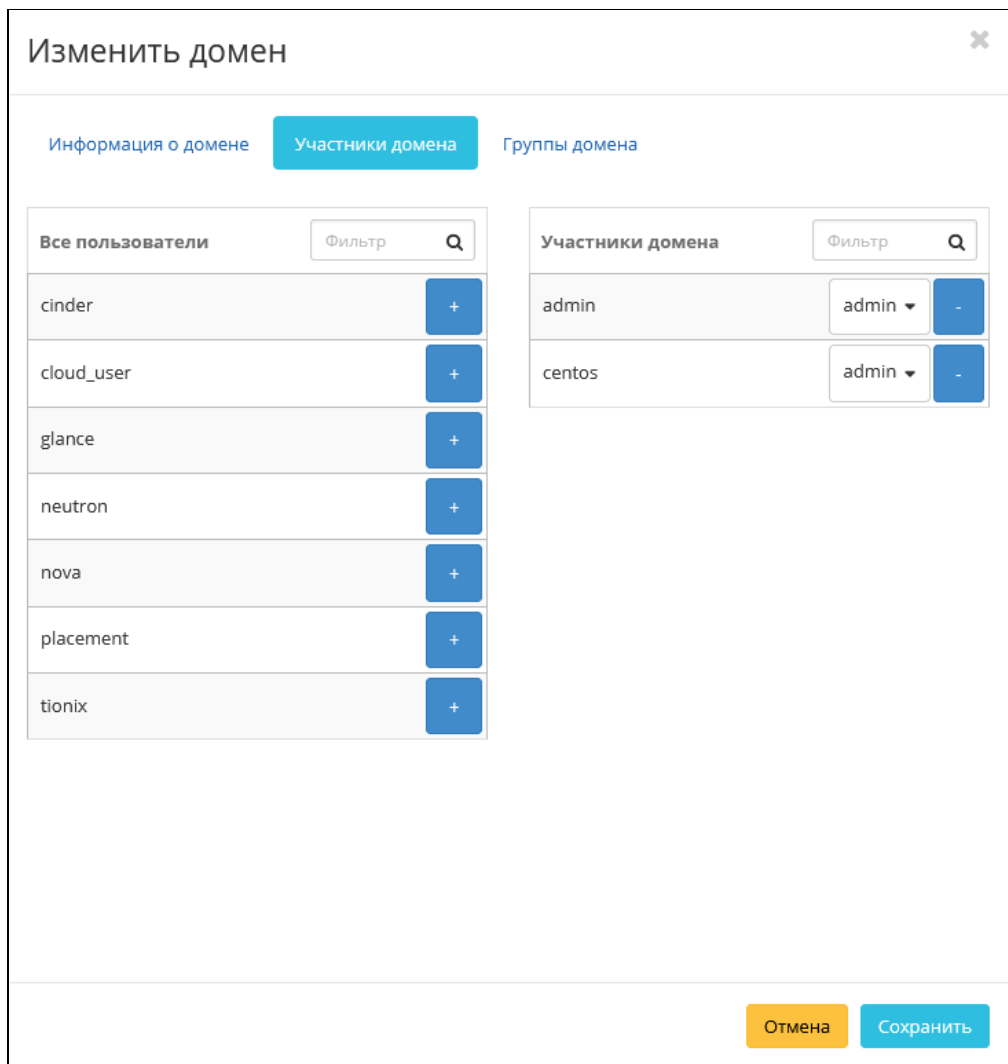 Изменить домен ✖
Информация о домене Участники домена Группы домена
Все пользователи Фильтр
cinder +
cloud_user +
glance +
neutron +
nova +
placement +
tionix +
Участники домена Фильтр
admin admin -
centos admin -
Отмена Сохранить